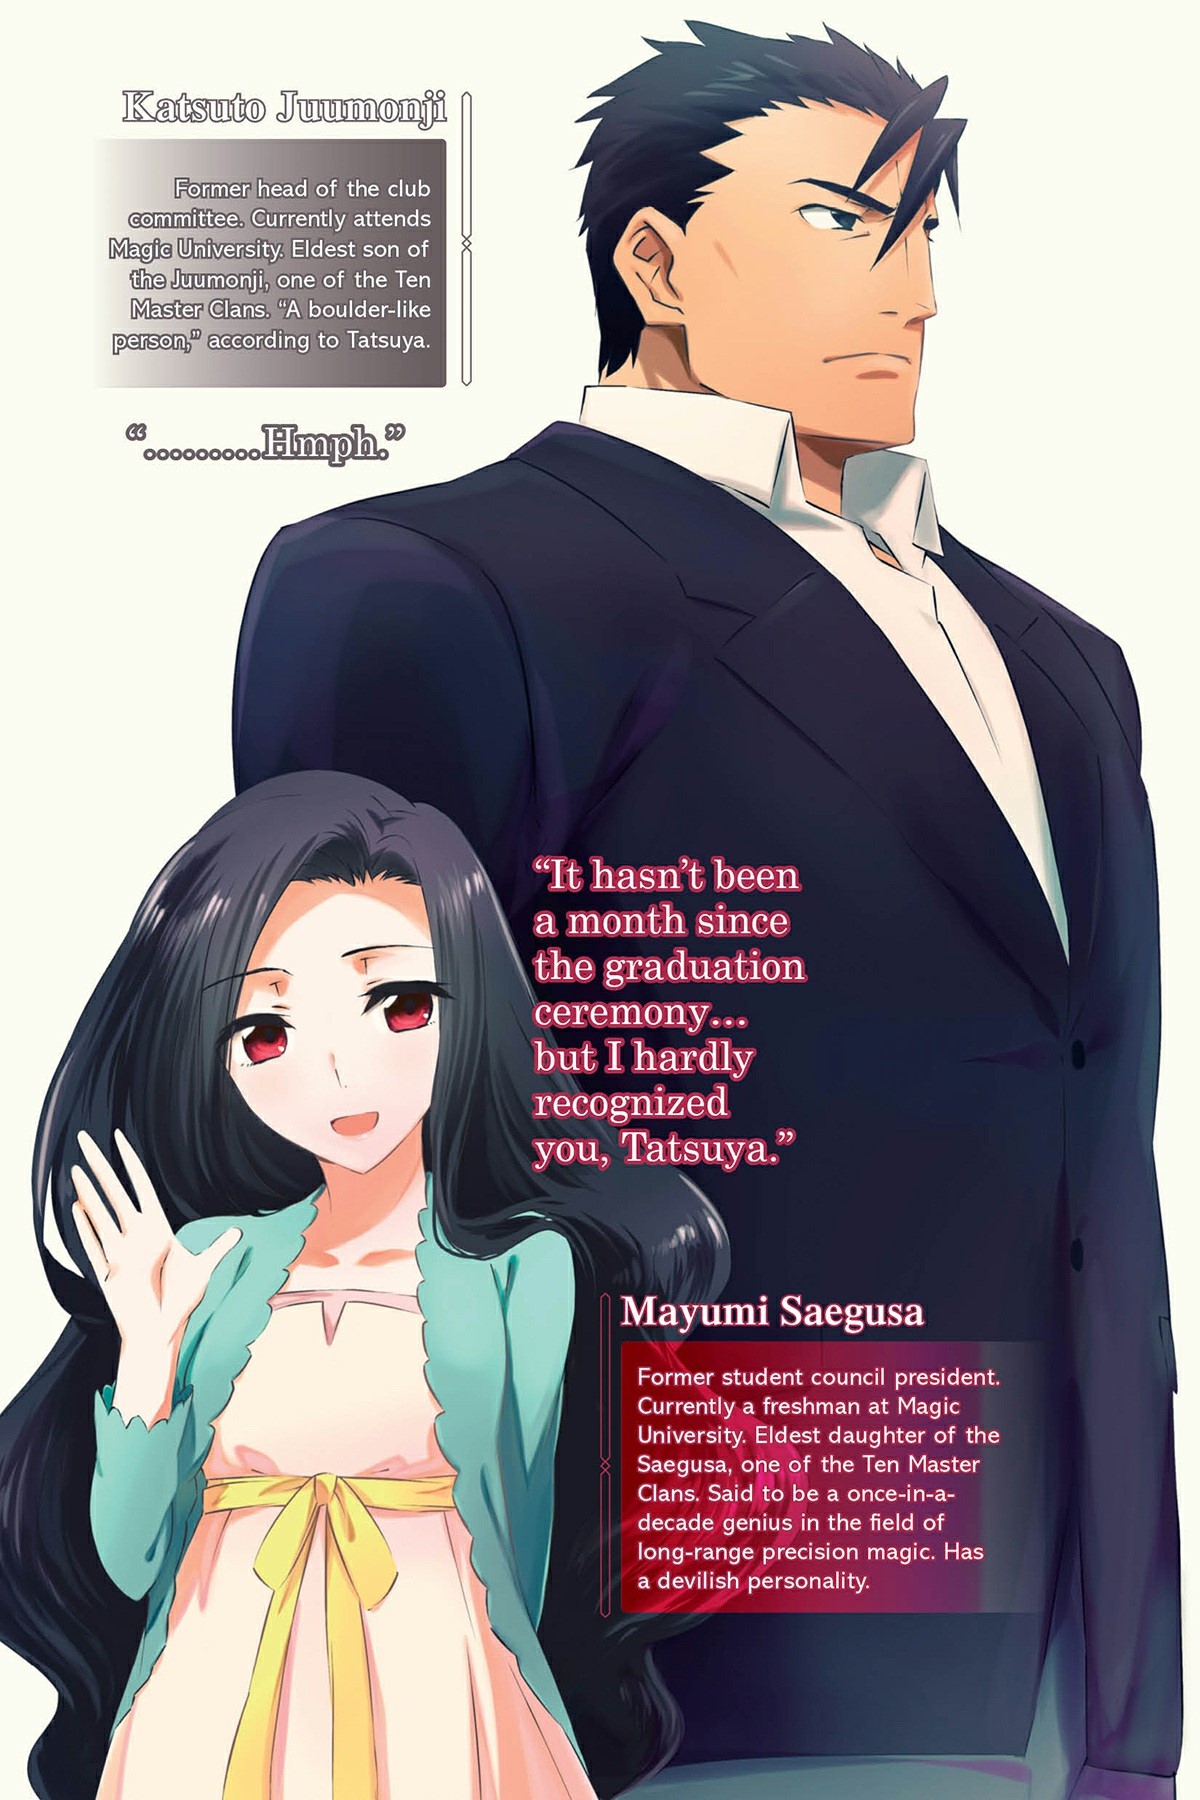 Katsuto Juumonji
Former head of the club
committee. Currently attends
Magic University. Eldest son of
the Juumonji, one of the Ten
Master Clans. “A boulder-like
person,” according to Tatsuya.
“.........Hmph.”
“It hasn’t been
a month since
the graduation
ceremony...
but I hardly
recognized
you, Tatsuya.”
Mayumi Saegusa
Former student council president.
Currently a freshman at Magic
University. Eldest daughter of the
Saegusa, one of the Ten Master
Clans. Said to be a once-in-a-
decade genius in the field of
long-range precision magic. Has
a devilish personality.